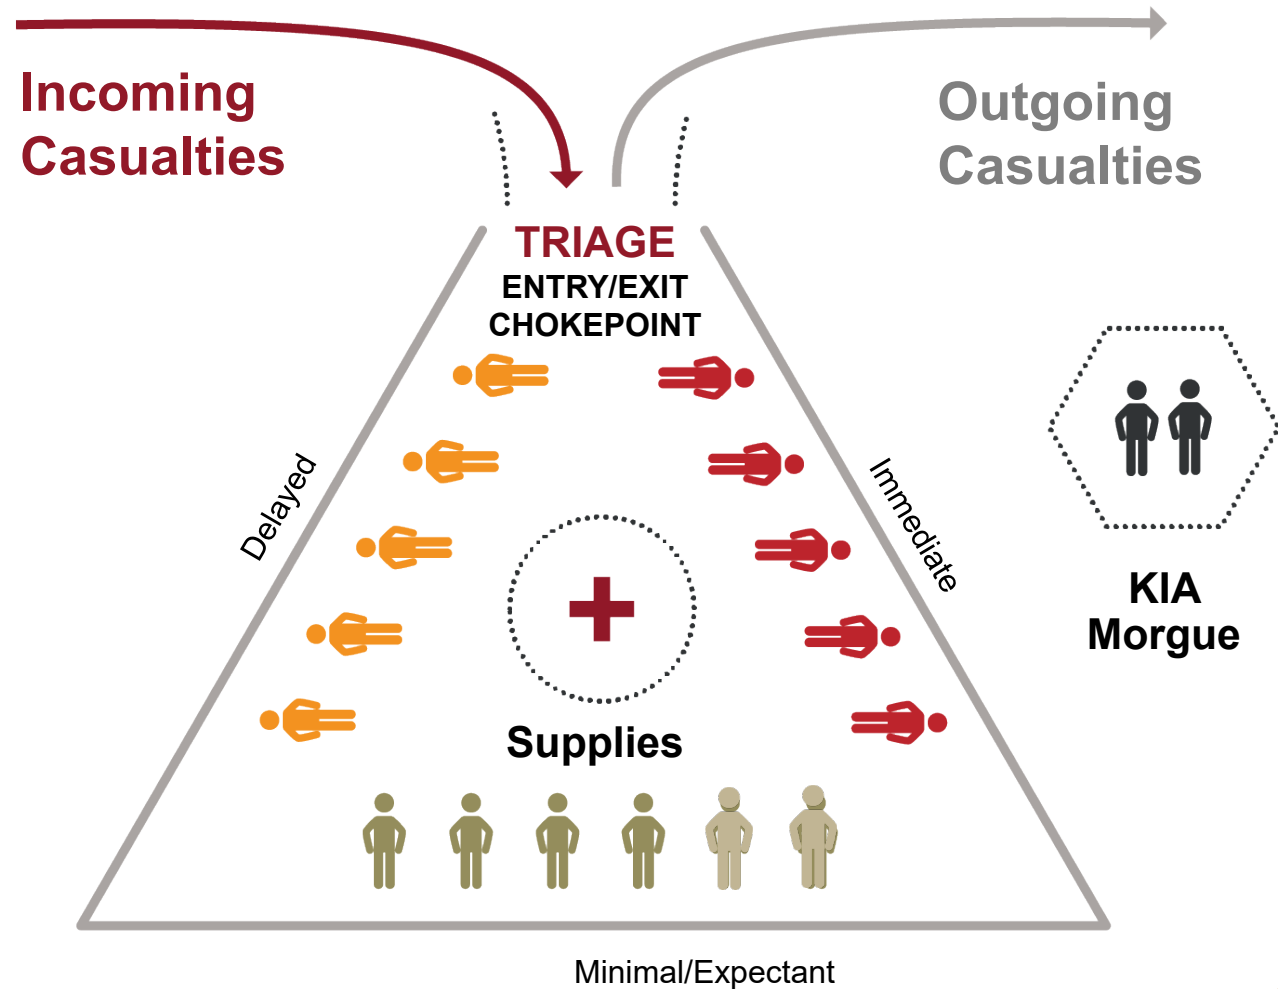 Incoming
Casualties
Outgoing
Casualties
TRIAGE
ENTRY/EXIT
CHOKEPOINT
Delayed
Immediate
KIA
Morgue
Supplies
Minimal/Expectant